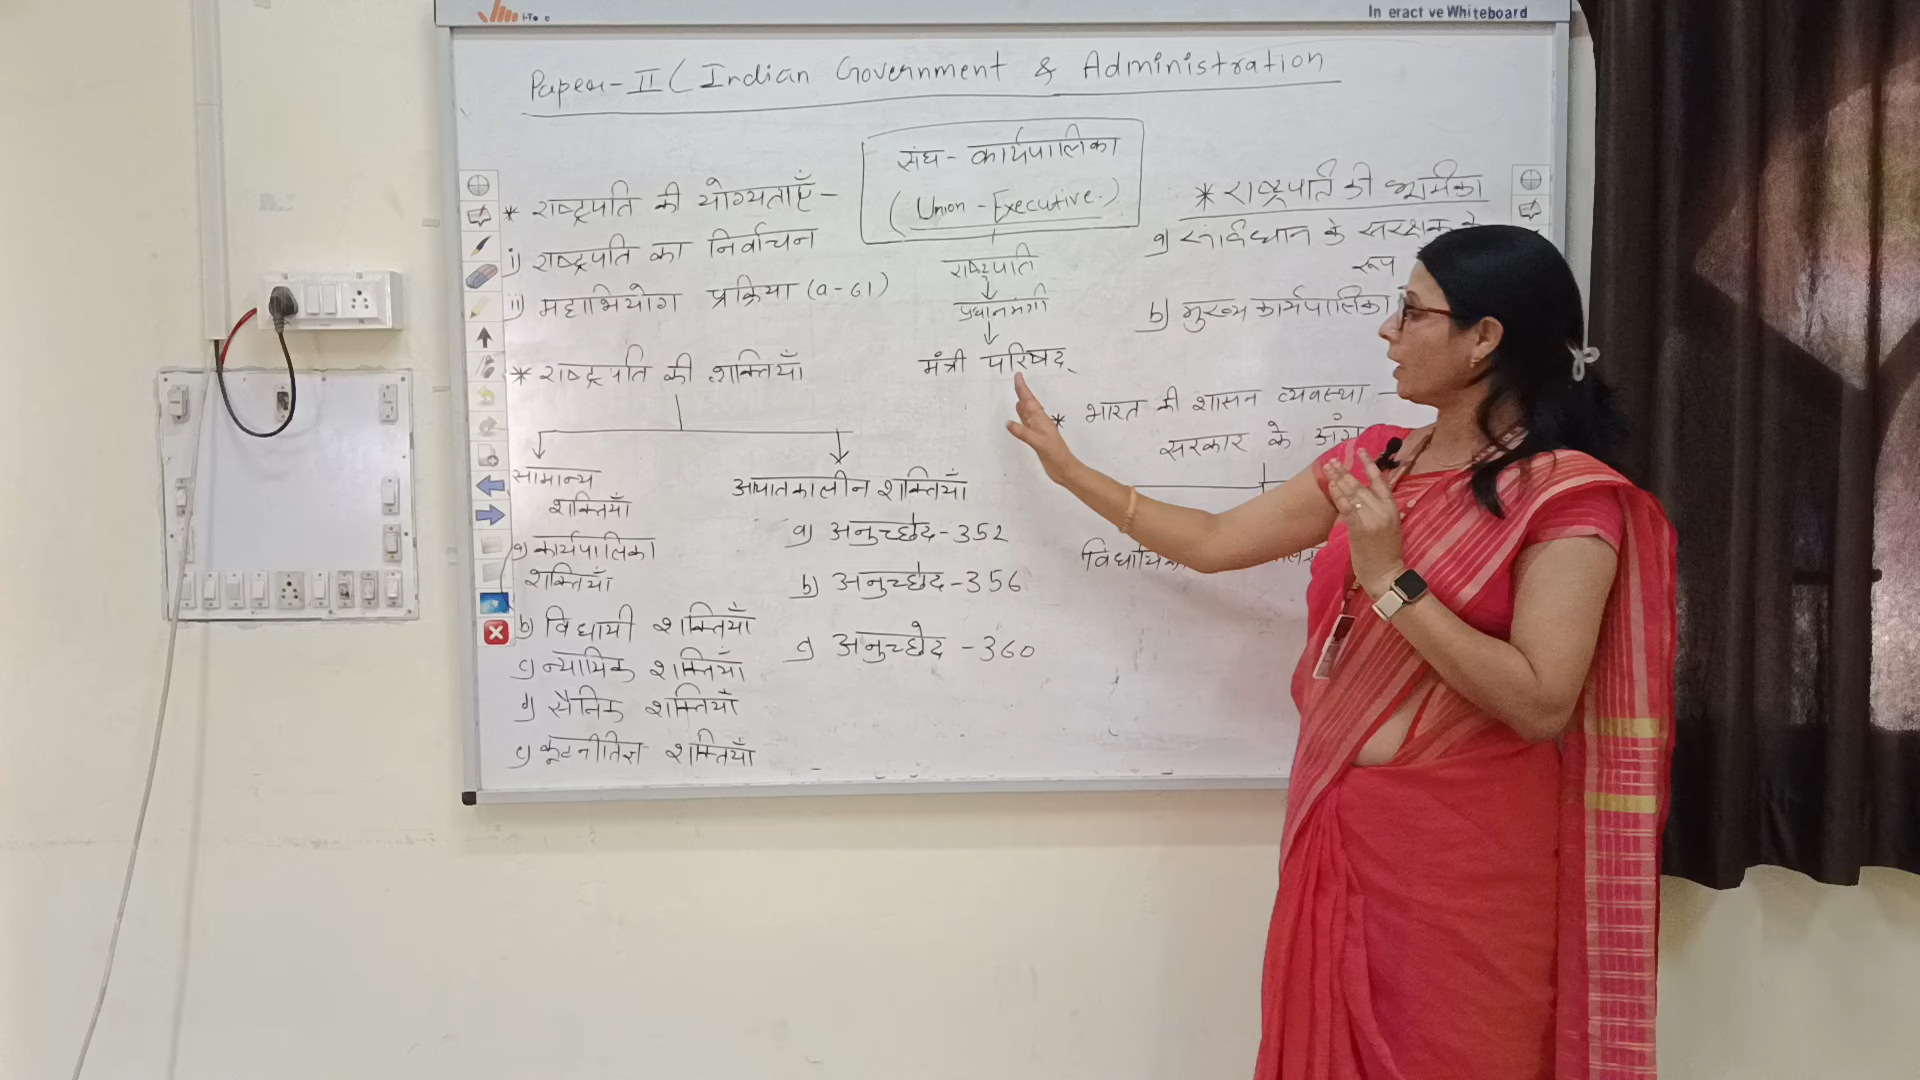 Interactive Whiteboard
Paper-II ( Indian Government & Administration
संघ - कार्यपालिका
( Union - Executive.)
राष्ट्रपति
प्रधानमंत्री
मंत्री परिषद्
* राष्ट्रपति की योग्यताएँ -
i) राष्ट्रपति का निर्वाचन
ii) महाभियोग प्रक्रिया (a-61)
* राष्ट्रपति की शक्तियाँ
सामान्य
शक्तियाँ
a) कार्यपालिका
शक्तियाँ
b) विधायी शक्तियाँ
c) न्यायिक शक्तियाँ
d) सैनिक शक्तियाँ
e) कूटनीतिज्ञ शक्तियाँ
आपातकालीन शक्तियाँ
a) अनुच्छेद - 352
b) अनुच्छेद - 356
c) अनुच्छेद - 360
* राष्ट्रपति की भूमिका
a) संविधान के संरक्षक के
रूप
b) मुख्य कार्यपालिका
* भारत की शासन व्यवस्था -
सरकार के अंग